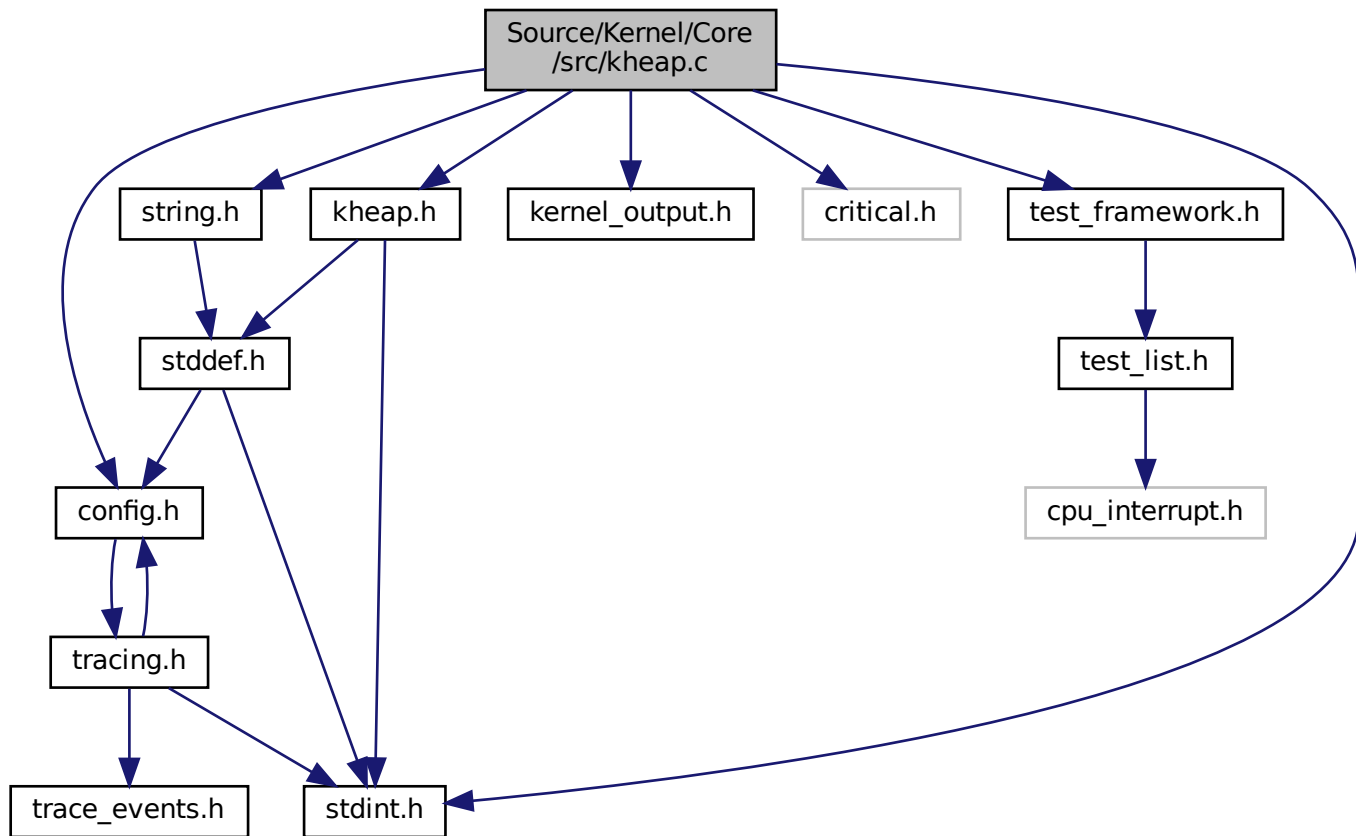 Source/Kernel/Core
/src/kheap.c
string.h
kheap.h
kernel_output.h
critical.h
test_framework.h
stddef.h
test_list.h
config.h
cpu_interrupt.h
tracing.h
trace_events.h
stdint.h